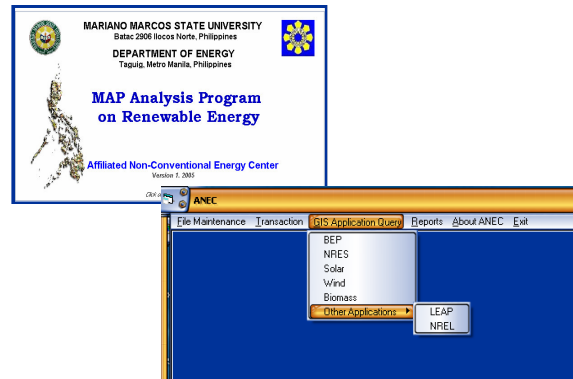 MARIANO MARCOS STATE UNIVERSITY
Batac 2906 Ilocos Norte, Philippines
DEPARTMENT OF ENERGY
Taguig, Metro Manila, Philippines
MAP Analysis Program
on Renewable Energy
Affiliated Non-Conventional Energy Center
Version 1. 2005
ANEC
File Maintenance Transaction GIS Application Query Reports About ANEC Exit
BEP
NRES
Solar
Wind
Biomass
Other Applications
LEAP
NREL